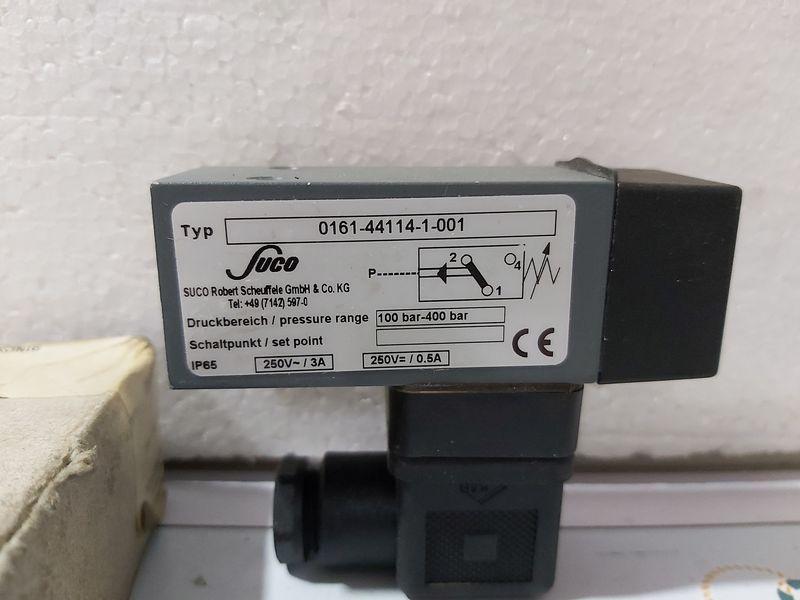 Typ 0161-44114-1-001
SUCO
SUCO Robert Scheuffele GmbH & Co. KG
Tel: +49 (7142) 597-0
P
2
4
1
Druckbereich / pressure range 100 bar-400 bar
Schaltpunkt / set point
IP65 250V~ / 3A 250V= / 0.5A CE